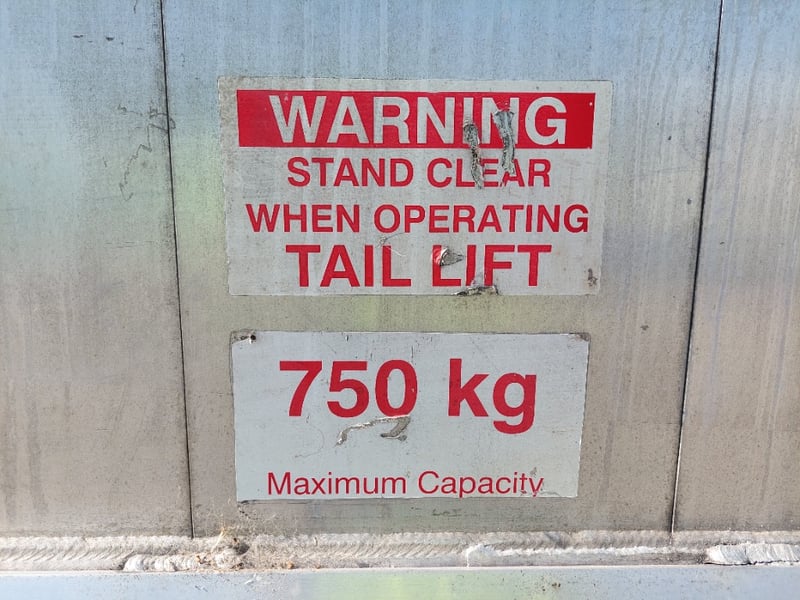 WARNING
STAND CLEAR
WHEN OPERATING
TAIL LIFT
750 kg
Maximum Capacity